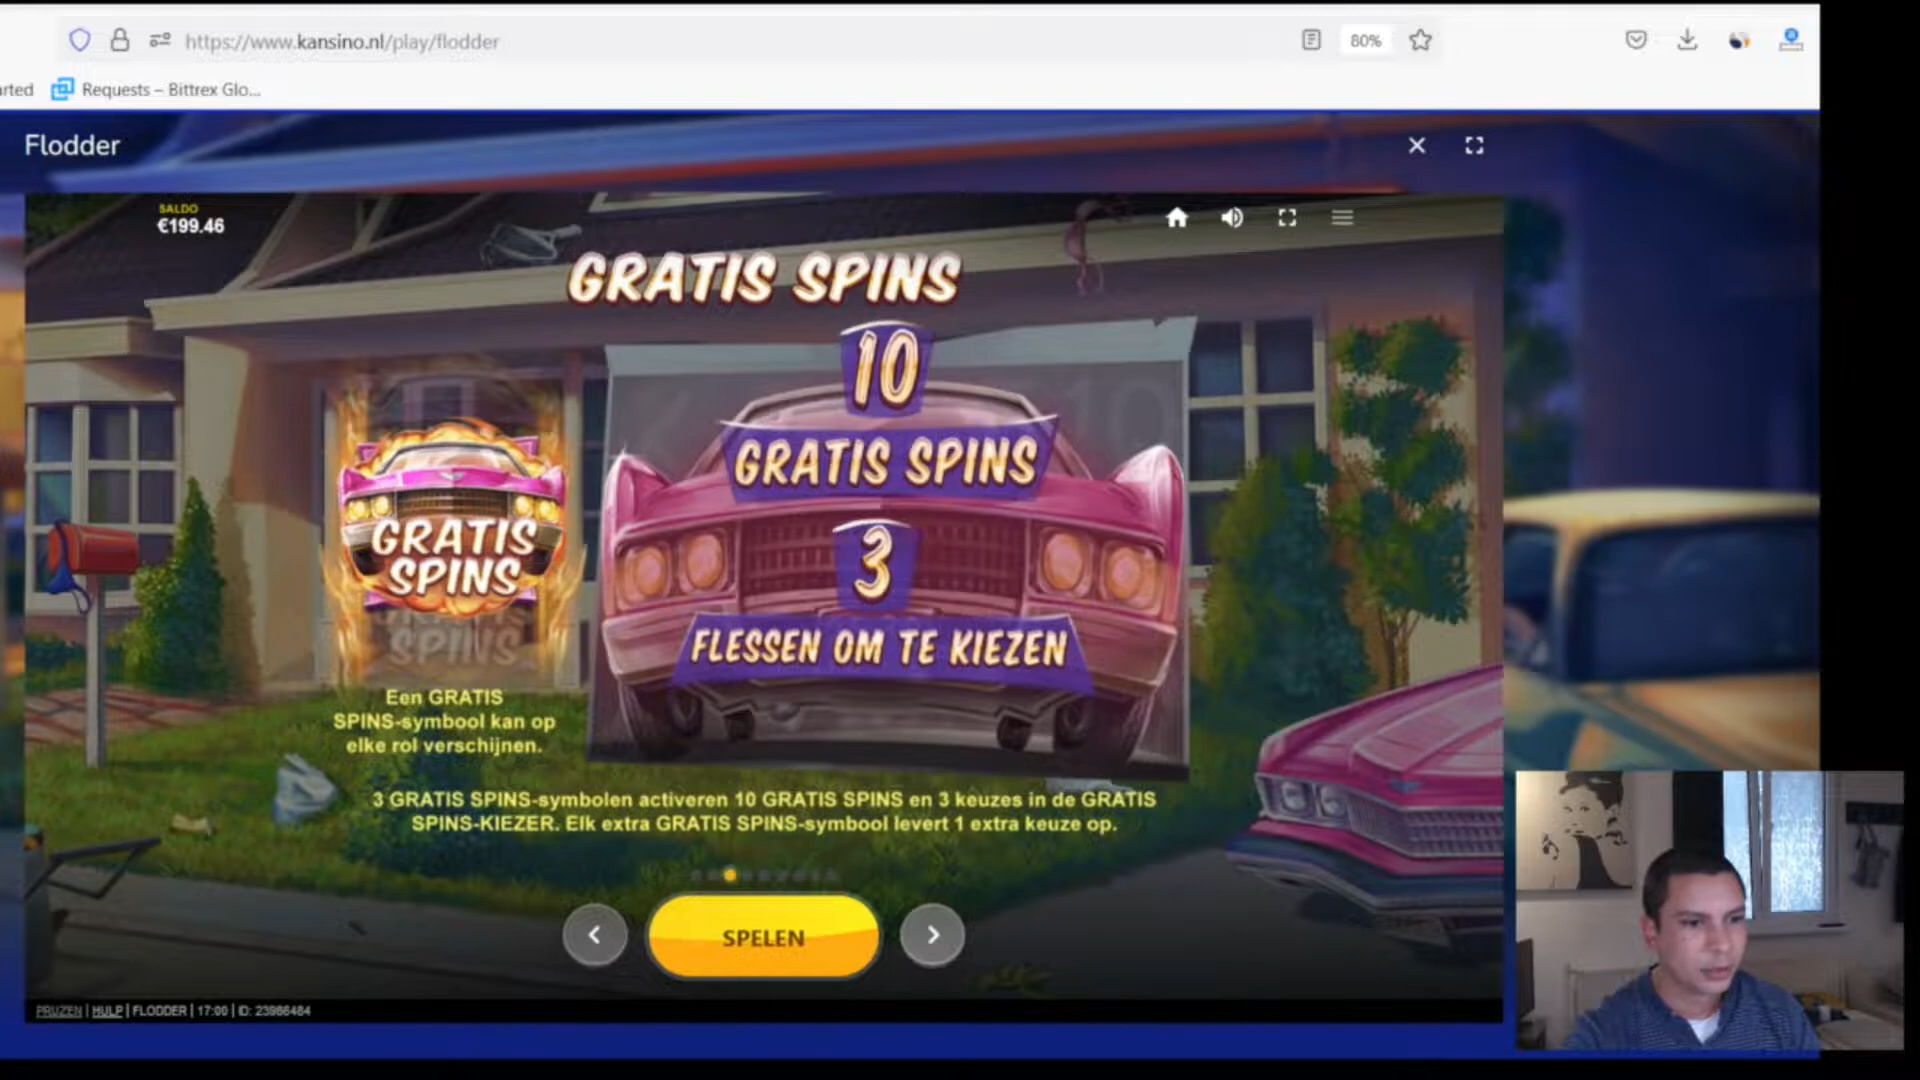 https://www.kansino.nl/play/flodder
80%
arted
Requests – Bittrex Glo...
Flodder
SALDO
€199.46
GRATIS SPINS
10
GRATIS SPINS
3
FLESSEN OM TE KIEZEN
GRATIS
SPINS
Een GRATIS
SPINS-symbool kan op
elke rol verschijnen.
3 GRATIS SPINS-symbolen activeren 10 GRATIS SPINS en 3 keuzes in de GRATIS
SPINS-KIEZER. Elk extra GRATIS SPINS-symbool levert 1 extra keuze op.
SPELEN
PRIJZEN | HULP | FLODDER | 17:00 | ID: 23986484